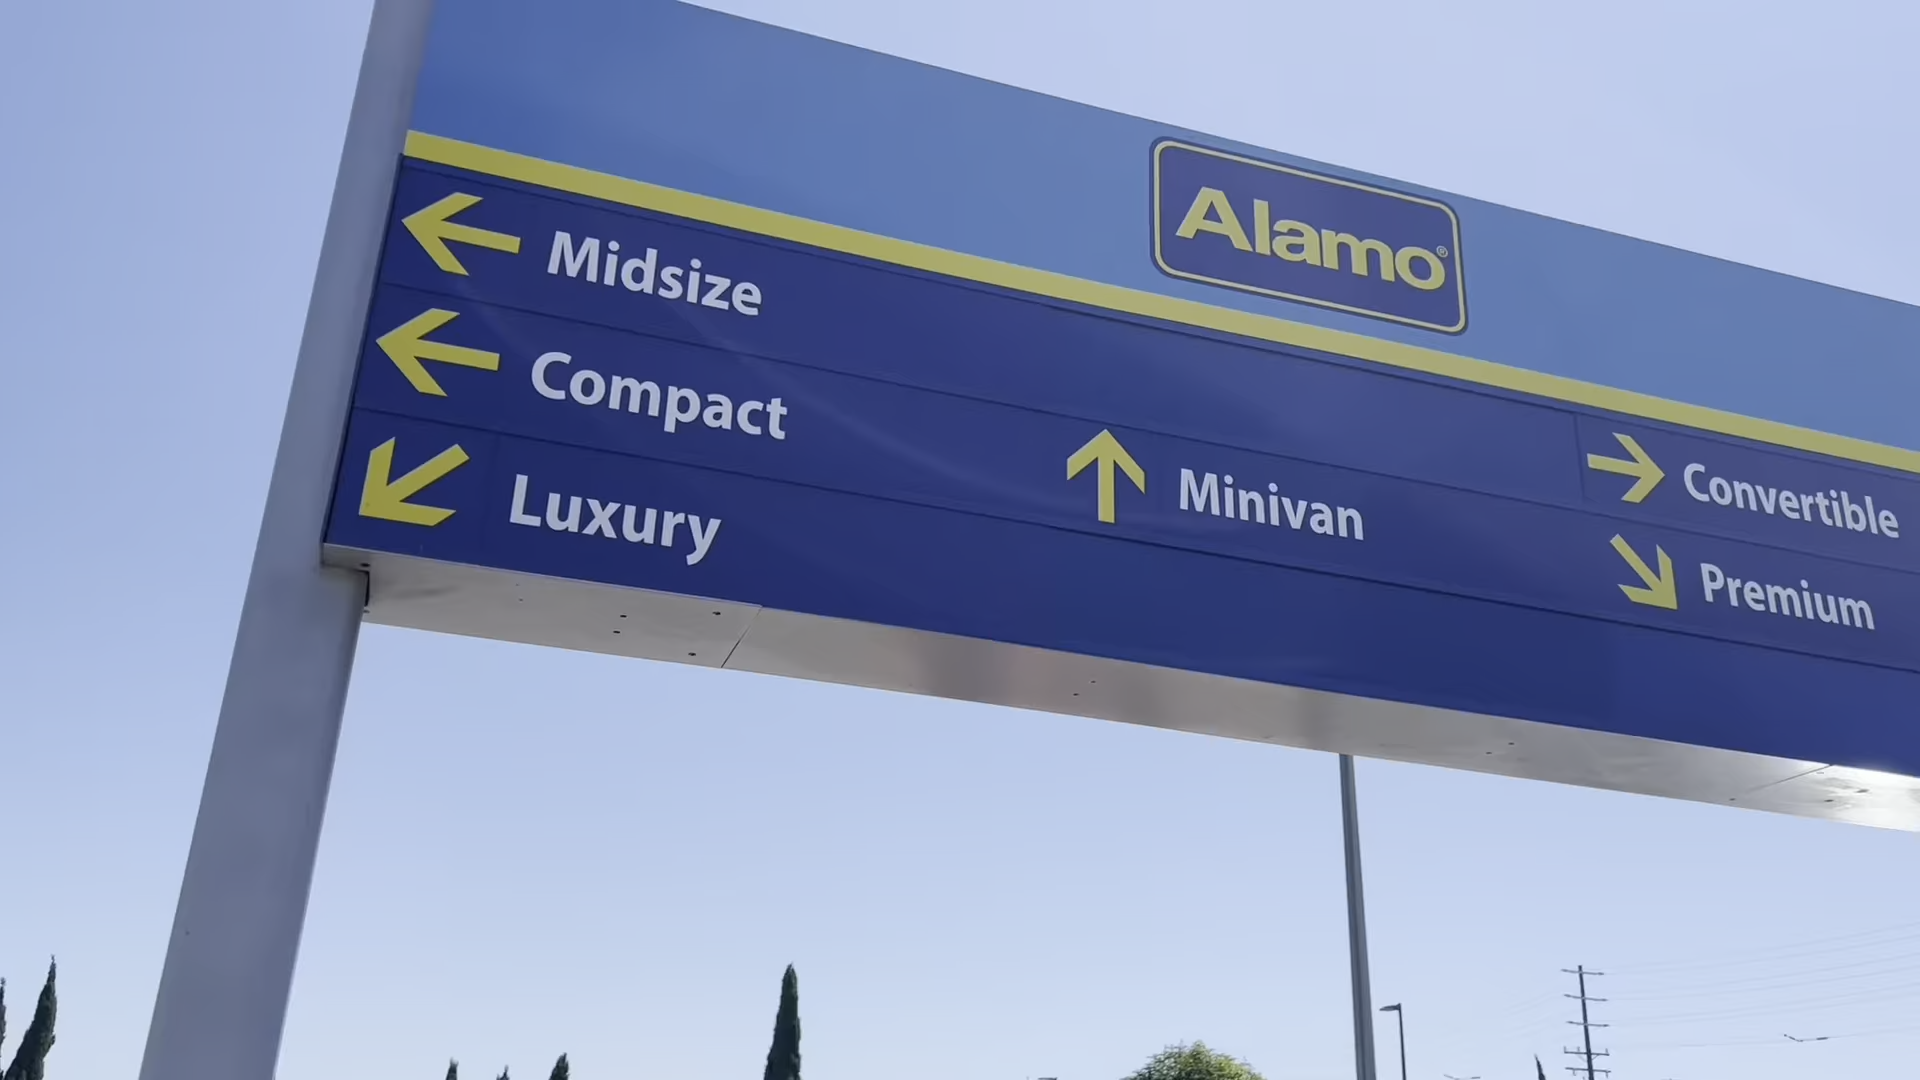 Alamo®
Midsize
Compact
Luxury
Minivan
Convertible
Premium